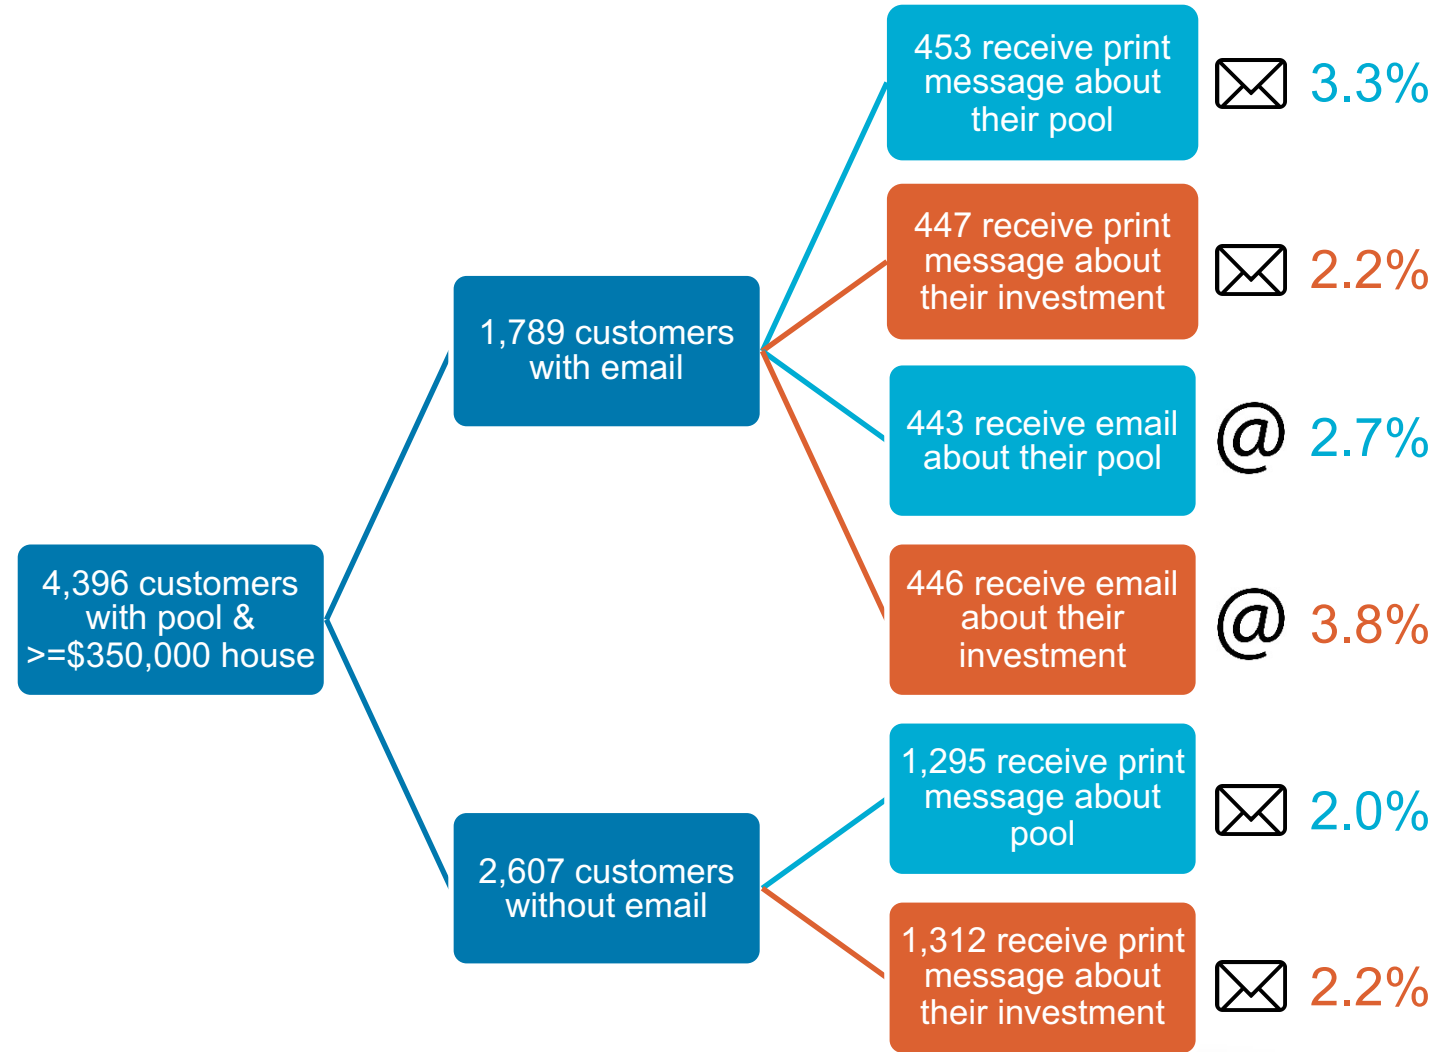 4,396 customers
with pool &
>=$350,000 house
1,789 customers
with email
2,607 customers
without email
453 receive print
message about
their pool
3.3%
447 receive print
message about
their investment
2.2%
443 receive email
about their pool
@ 2.7%
446 receive email
about their
investment
@ 3.8%
1,295 receive print
message about
pool
2.0%
1,312 receive print
message about
their investment
2.2%